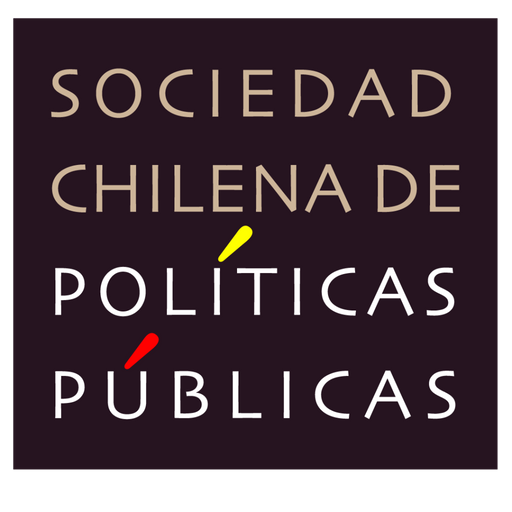 SOCIEDAD
CHILENA DE
POLÍTICAS
PÚBLICAS